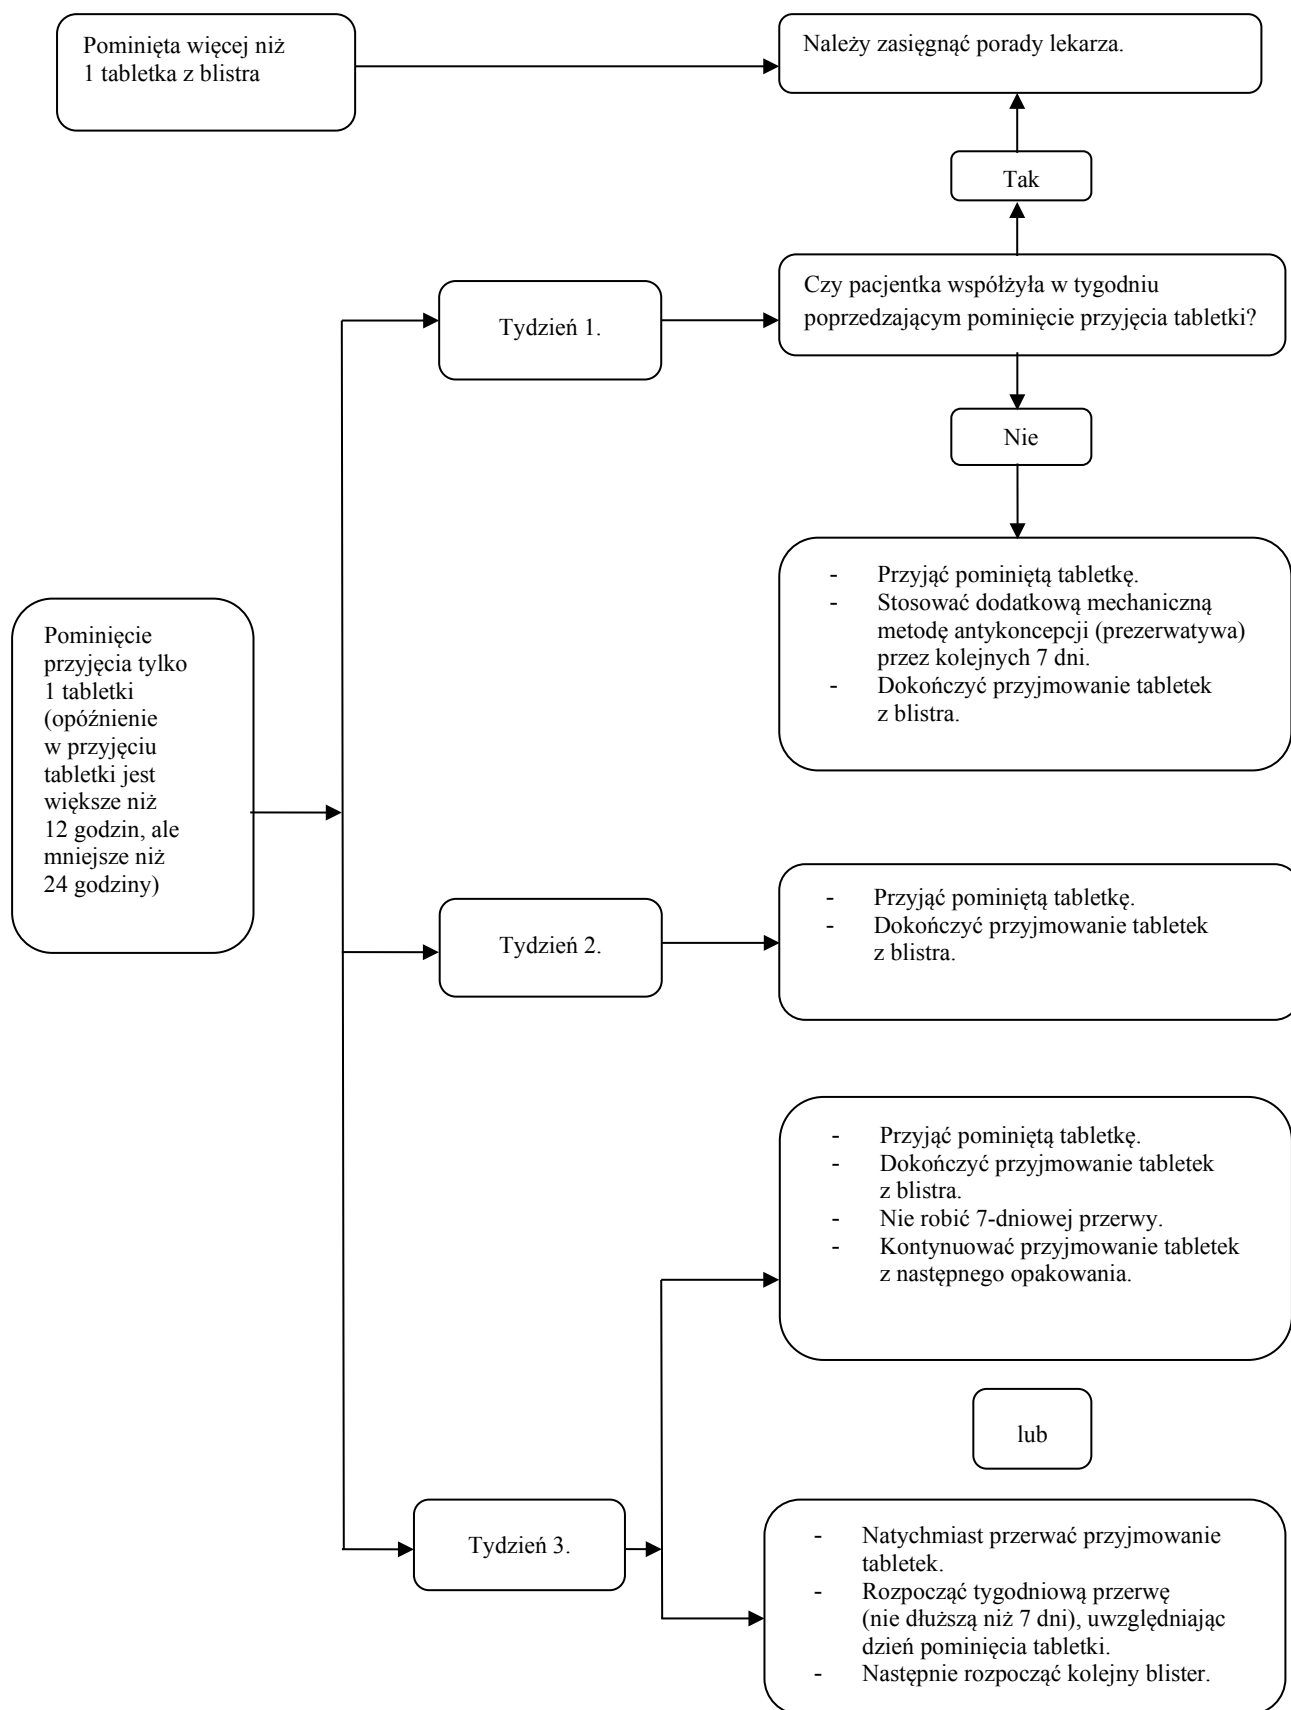 Pominięta więcej niż
1 tabletka z blistra
Należy zasięgnąć porady lekarza.
Tak
Czy pacjentka współżyła w tygodniu
poprzedzającym pominięcie przyjęcia tabletki?
Tydzień 1.
Nie
- Przyjąć pominiętą tabletkę.
- Stosować dodatkową mechaniczną
metodę antykoncepcji (prezerwatywa)
przez kolejnych 7 dni.
- Dokończyć przyjmowanie tabletek
z blistra.
Pominięcie
przyjęcia tylko
1 tabletki
(opóźnienie
w przyjęciu
tabletki jest
większe niż
12 godzin, ale
mniejsze niż
24 godziny)
Tydzień 2.
- Przyjąć pominiętą tabletkę.
- Dokończyć przyjmowanie tabletek
z blistra.
- Przyjąć pominiętą tabletkę.
- Dokończyć przyjmowanie tabletek
z blistra.
- Nie robić 7-dniowej przerwy.
- Kontynuować przyjmowanie tabletek
z następnego opakowania.
lub
Tydzień 3.
- Natychmiast przerwać przyjmowanie
tabletek.
- Rozpocząć tygodniową przerwę
(nie dłuższą niż 7 dni), uwzględniając
dzień pominięcia tabletki.
- Następnie rozpocząć kolejny blister.